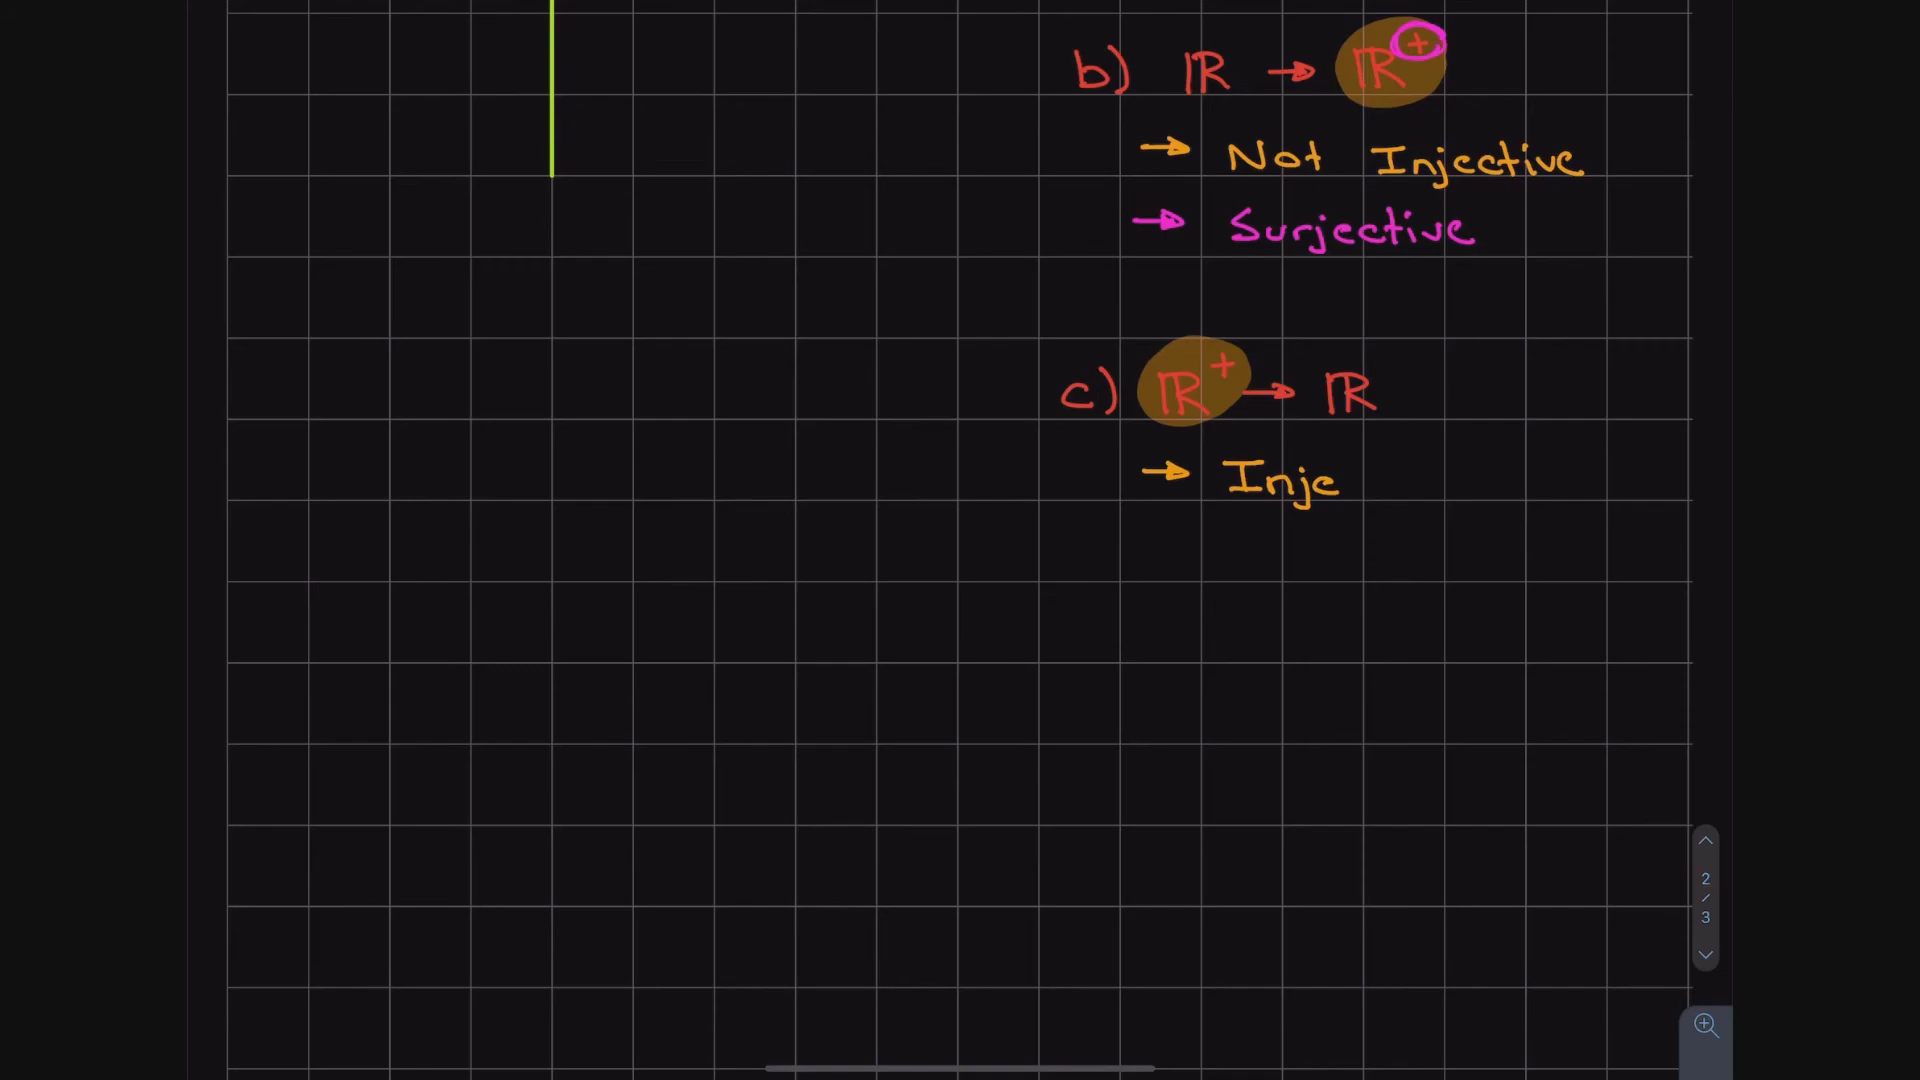 b) ℝ → ℝ⁺
→ Not Injective
→ Surjective
c) ℝ⁺ → ℝ
→ Inje
2
/
3